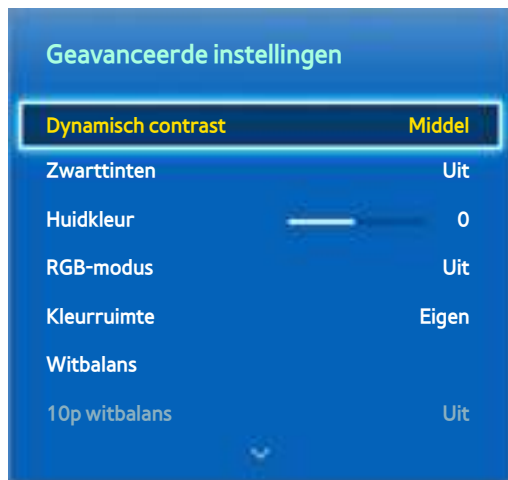 Geavanceerde instellingen
Dynamisch contrast Middel
Zwarttinten Uit
Huidkleur 0
RGB-modus Uit
Kleurruimte Eigen
Witbalans
10p witbalans Uit